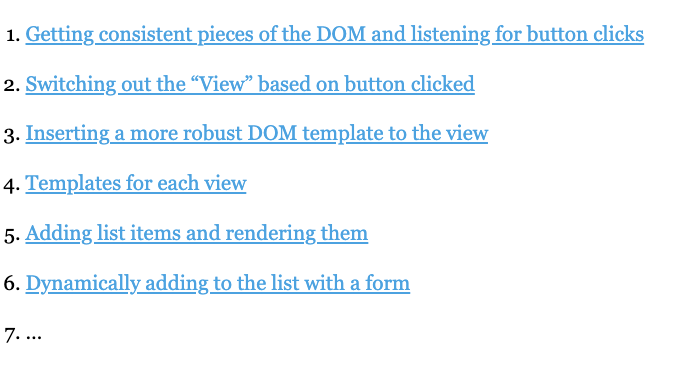 1. Getting consistent pieces of the DOM and listening for button clicks
2. Switching out the “View” based on button clicked
3. Inserting a more robust DOM template to the view
4. Templates for each view
5. Adding list items and rendering them
6. Dynamically adding to the list with a form
7. ...